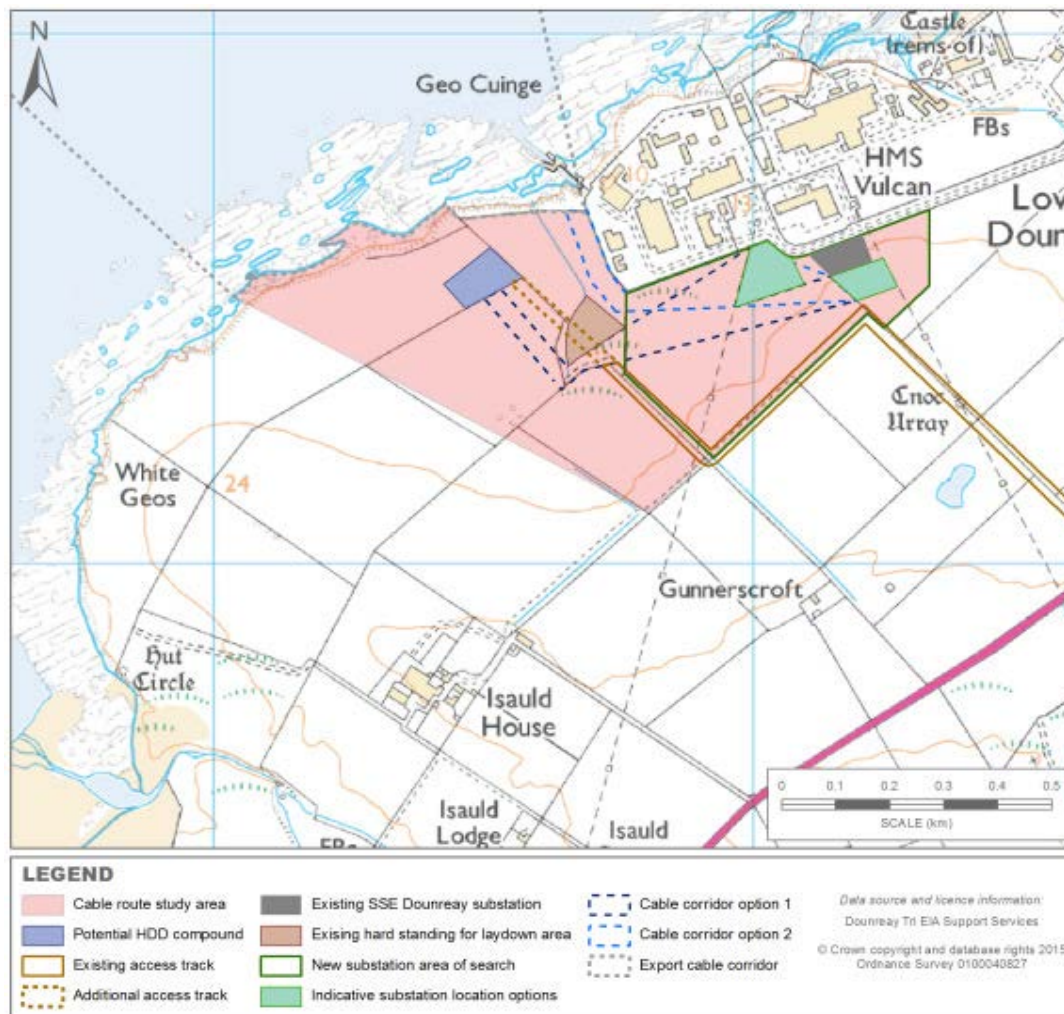 N
Castle
(rems of)
Geo Cuinge
FBs
10
HMS
Vulcan
13
Low
Doun
Cnoc
Urray
White
Geos
24
Gunnerscroft
Hut
Circle
Isauld
House
Isauld
Lodge
Isauld
FBs
0 0.1 0.2 0.3 0.4 0.5
SCALE (km)
LEGEND
Cable route study area
Potential HDD compound
Existing access track
Additional access track
Existing SSE Dounreay substation
Exising hard standing for laydown area
New substation area of search
Indicative substation location options
Cable corridor option 1
Cable corridor option 2
Export cable corridor
Data source and licence information:
Dounreay Tri EIA Support Services
© Crown copyright and database rights 2015
Ordnance Survey 0100040827